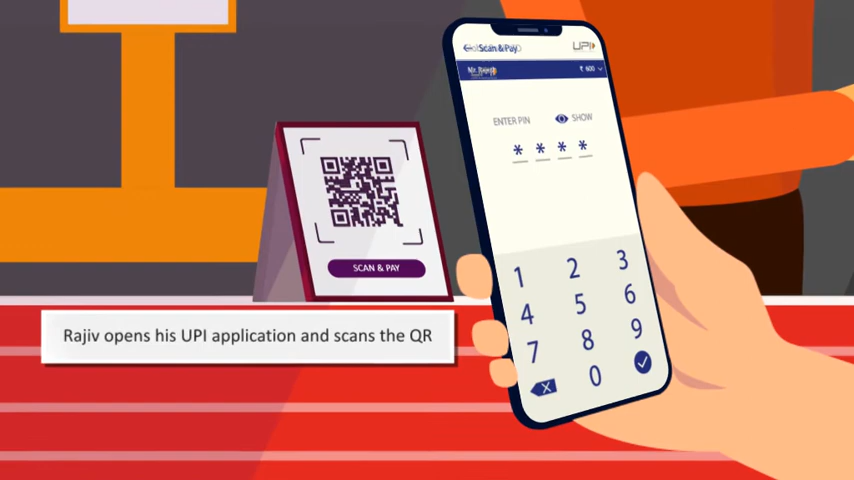 Scan & Pay
UPI
₹ 600
ENTER PIN
SHOW
* * * *
1 2 3
4 5 6
7 8 9
0
SCAN & PAY
Rajiv opens his UPI application and scans the QR